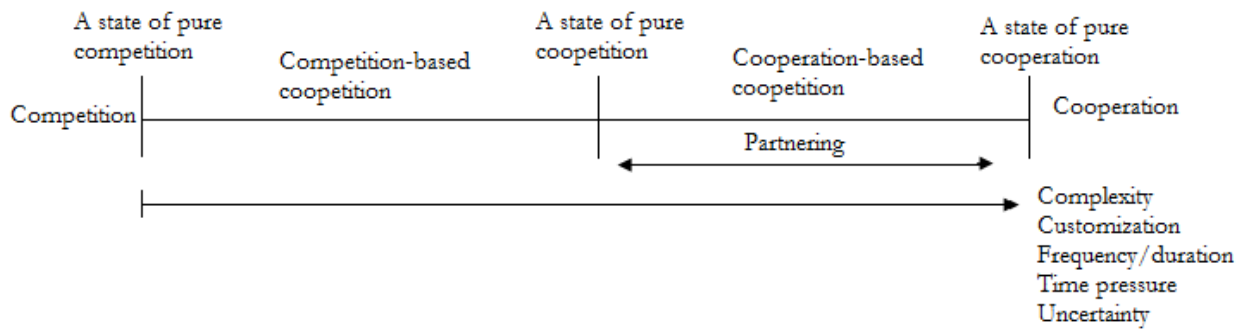 A state of pure
competition
A state of pure
coopetition
A state of pure
cooperation
Competition-based
coopetition
Cooperation-based
coopetition
Competition
Cooperation
Partnering
Complexity
Customization
Frequency/duration
Time pressure
Uncertainty